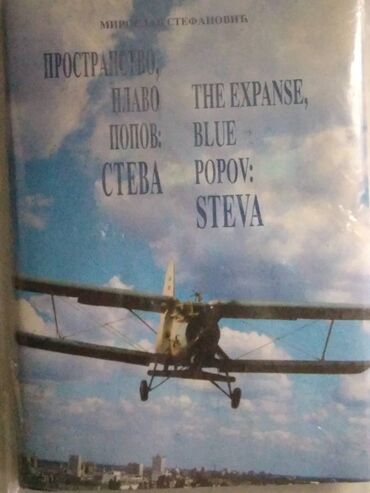 МИРОСЛАВ СТЕФАНОВИЋ
ПРОСТРАНСТВО,
ПЛАВО
ПОПОВ:
СТЕВА
THE EXPANSE,
BLUE
POPOV:
STEVA